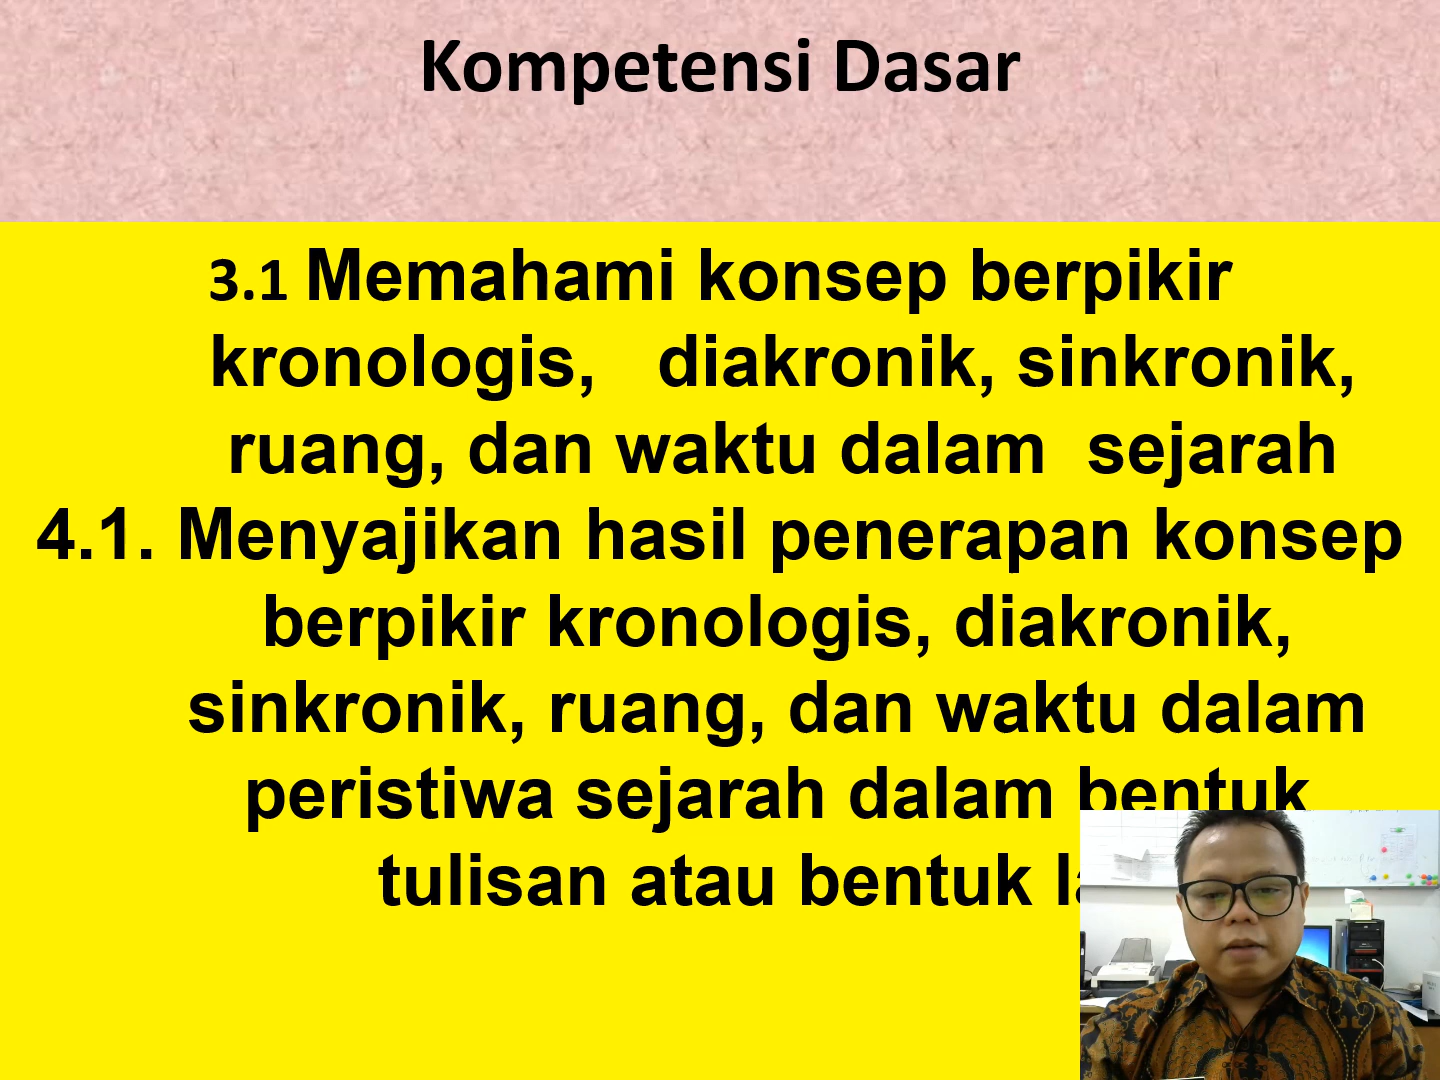 Kompetensi Dasar
3.1 Memahami konsep berpikir
kronologis, diakronik, sinkronik,
ruang, dan waktu dalam sejarah
4.1. Menyajikan hasil penerapan konsep
berpikir kronologis, diakronik,
sinkronik, ruang, dan waktu dalam
peristiwa sejarah dalam bentuk
tulisan atau bentuk